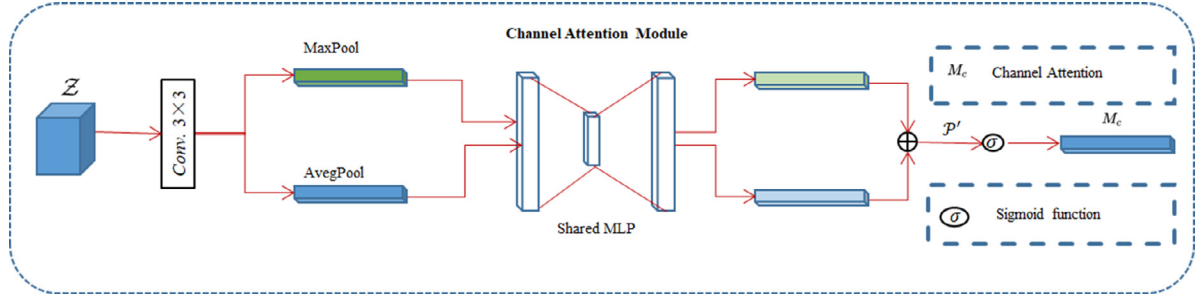 Channel Attention Module
𝒵
Conv. 3×3
MaxPool
AvegPool
Shared MLP
𝒫′
σ
M_c
M_c Channel Attention
σ Sigmoid function